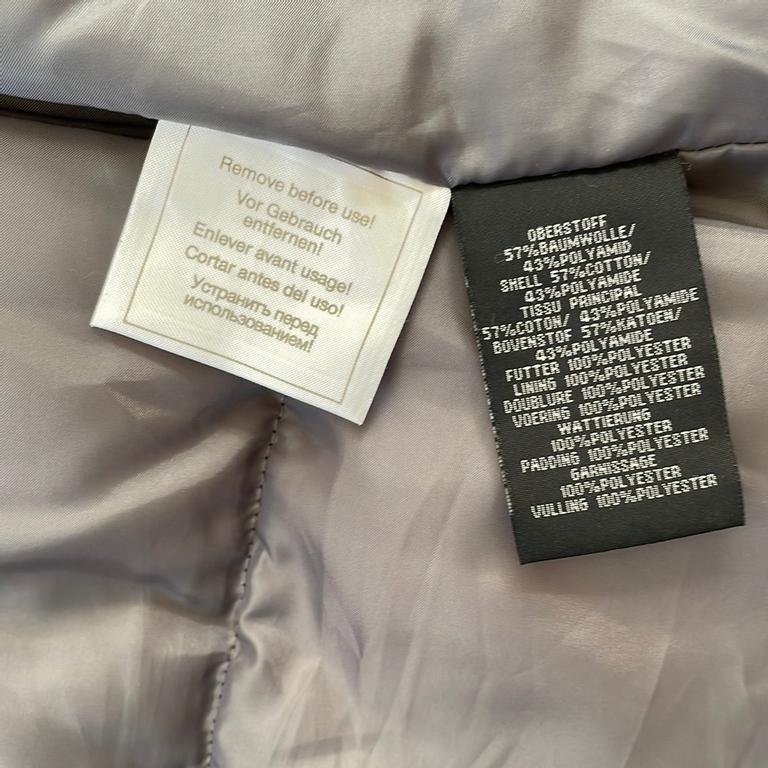 Remove before use!
Vor Gebrauch
entfernen!
Enlever avant usage!
Cortar antes del uso!
Устранитъ перед
использованием!
OBERSTOFF
57%BAUMWOLLE/
43%POLYAMID
SHELL 57%COTTON/
43%POLYAMIDE
TISSU PRINCIPAL
57%COTON/ 43%POLYAMIDE
BOVENSTOF 57%KATOEN/
43%POLYAMIDE
FUTTER 100%POLYESTER
LINING 100%POLYESTER
DOUBLURE 100%POLYESTER
VOERING 100%POLYESTER
WATTIERUNG
100%POLYESTER
PADDING 100%POLYESTER
GARNISSAGE
100%POLYESTER
VULLING 100%POLYESTER